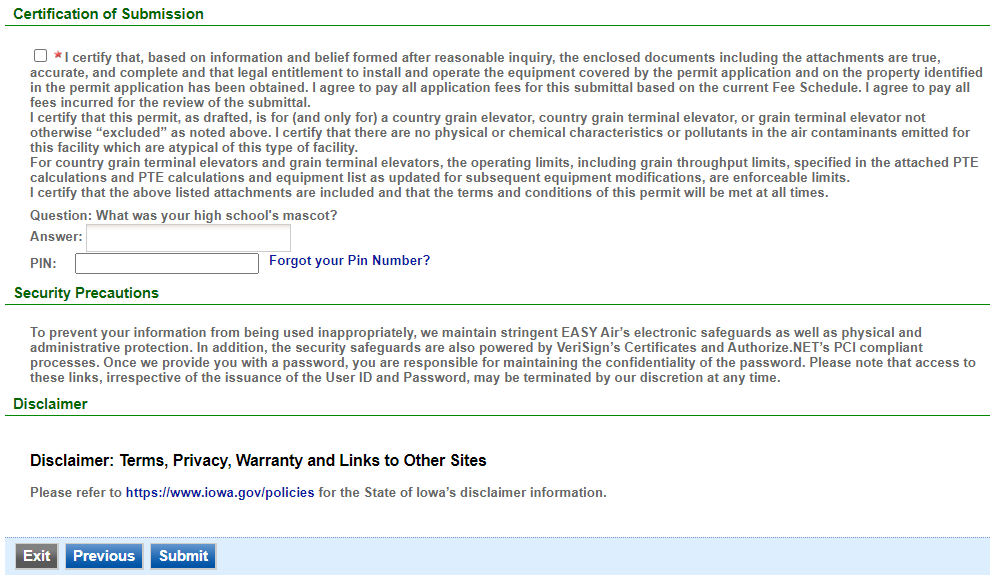 Certification of Submission
* I certify that, based on information and belief formed after reasonable inquiry, the enclosed documents including the attachments are true,
accurate, and complete and that legal entitlement to install and operate the equipment covered by the permit application and on the property identified
in the permit application has been obtained. I agree to pay all application fees for this submittal based on the current Fee Schedule. I agree to pay all
fees incurred for the review of the submittal.
I certify that this permit, as drafted, is for (and only for) a country grain elevator, country grain terminal elevator, or grain terminal elevator not
otherwise “excluded” as noted above. I certify that there are no physical or chemical characteristics or pollutants in the air contaminants emitted for
this facility which are atypical of this type of facility.
For country grain terminal elevators and grain terminal elevators, the operating limits, including grain throughput limits, specified in the attached PTE
calculations and PTE calculations and equipment list as updated for subsequent equipment modifications, are enforceable limits.
I certify that the above listed attachments are included and that the terms and conditions of this permit will be met at all times.
Question: What was your high school's mascot?
Answer:
PIN: Forgot your Pin Number?
Security Precautions
To prevent your information from being used inappropriately, we maintain stringent EASY Air’s electronic safeguards as well as physical and
administrative protection. In addition, the security safeguards are also powered by VeriSign’s Certificates and Authorize.NET’s PCI compliant
processes. Once we provide you with a password, you are responsible for maintaining the confidentiality of the password. Please note that access to
these links, irrespective of the issuance of the User ID and Password, may be terminated by our discretion at any time.
Disclaimer
Disclaimer: Terms, Privacy, Warranty and Links to Other Sites
Please refer to https://www.iowa.gov/policies for the State of Iowa’s disclaimer information.
Exit Previous Submit